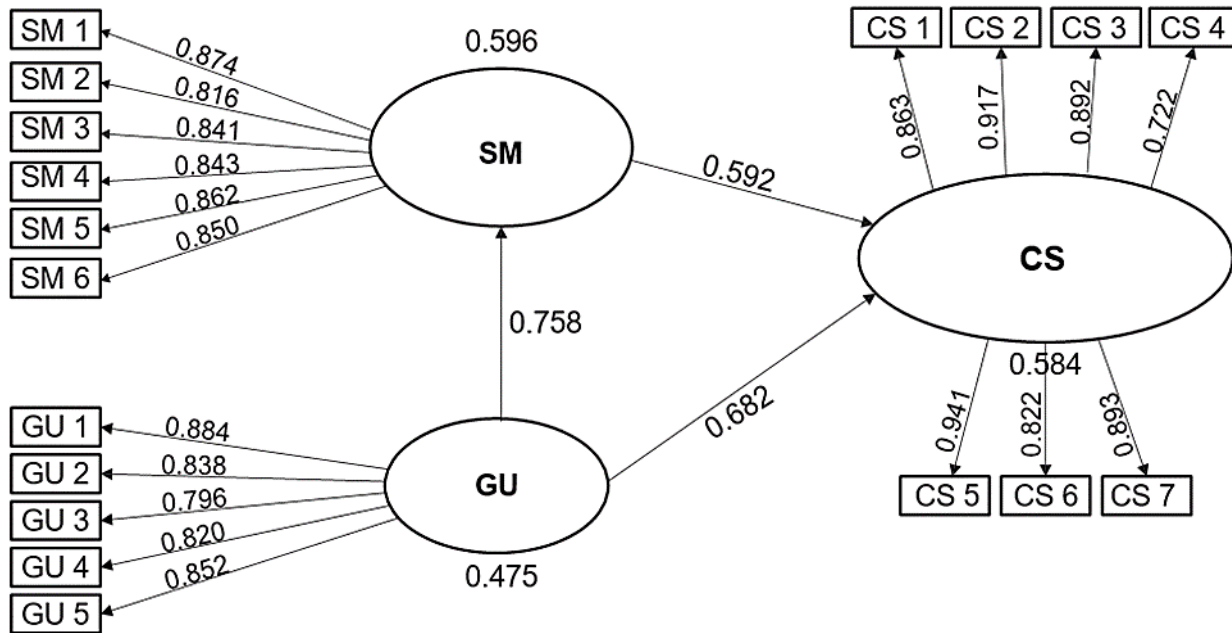 SM 1
SM 2
SM 3
SM 4
SM 5
SM 6
0.874
0.816
0.841
0.843
0.862
0.850
0.596
SM
0.592
CS 1
CS 2
CS 3
CS 4
0.863
0.917
0.892
0.722
CS
0.584
0.941
0.822
0.893
CS 5
CS 6
CS 7
0.758
0.682
GU 1
GU 2
GU 3
GU 4
GU 5
0.884
0.838
0.796
0.820
0.852
GU
0.475